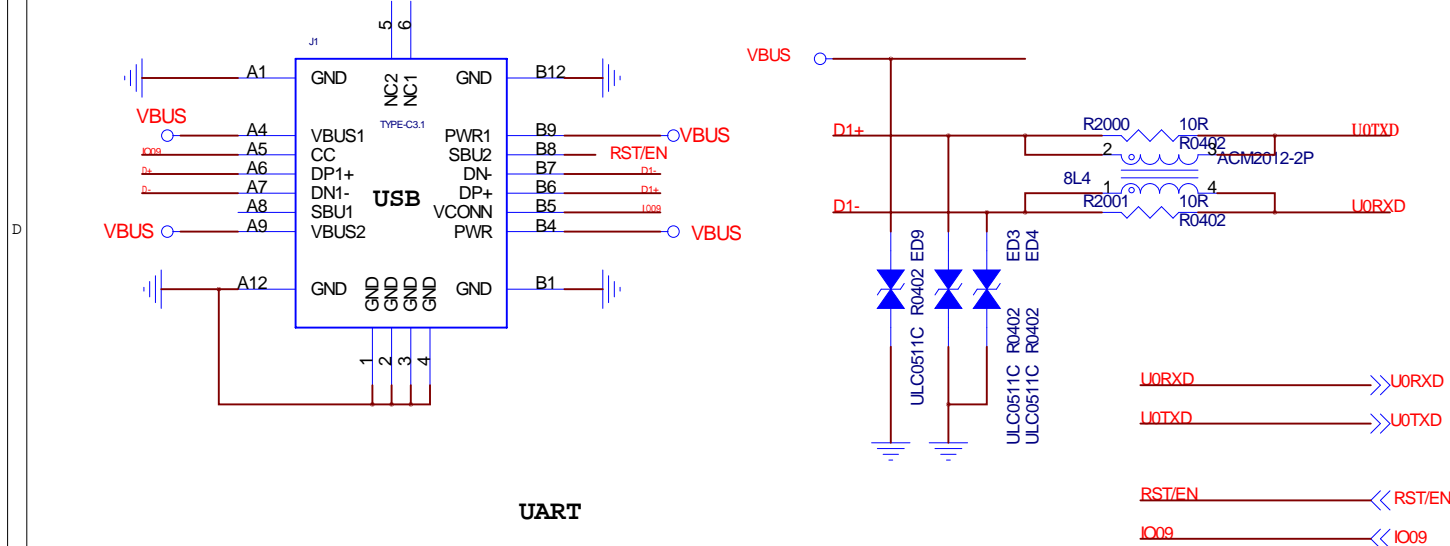 5 6
J1
A1 GND NC2 NC1 GND B12
TYPE-C3.1
VBUS
A4 VBUS1 PWR1 B9 VBUS
IO09 A5 CC SBU2 B8 RST/EN
D+ A6 DP1+ DN- B7 D1-
D- A7 DN1- USB DP+ B6 D1+
A8 SBU1 VCONN B5 IO09
VBUS A9 VBUS2 PWR B4 VBUS
A12 GND GND GND GND GND GND B1
1 2 3 4
D
UART
VBUS
D1+ R2000 10R U0TXD
R0402
2 3
ACM2012-2P
8L4 1 4
D1- R2001 10R U0RXD
R0402
ULC0511C R0402 ED9
ULC0511C R0402 ED3
ULC0511C R0402 ED4
U0RXD U0RXD
U0TXD U0TXD
RST/EN RST/EN
IO09 IO09